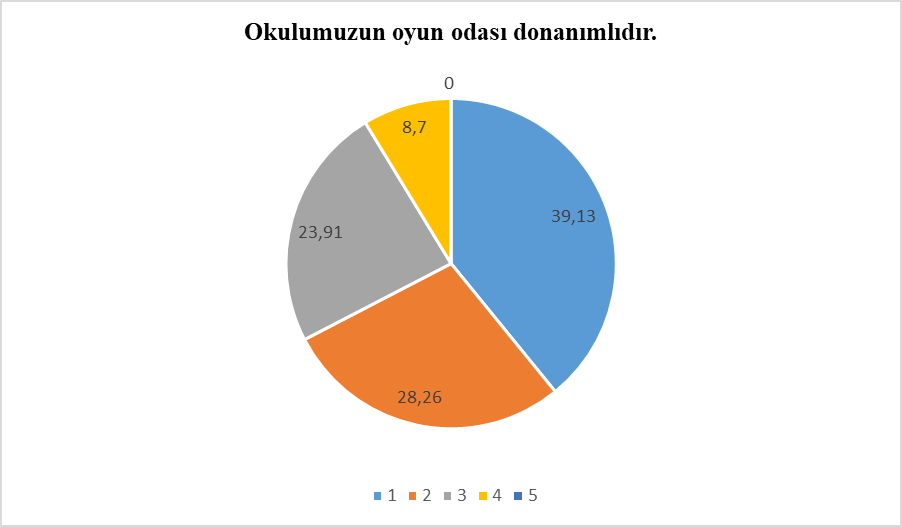 Okulumuzun oyun odası donanımlıdır.
0
8,7
39,13
23,91
28,26
1 2 3 4 5